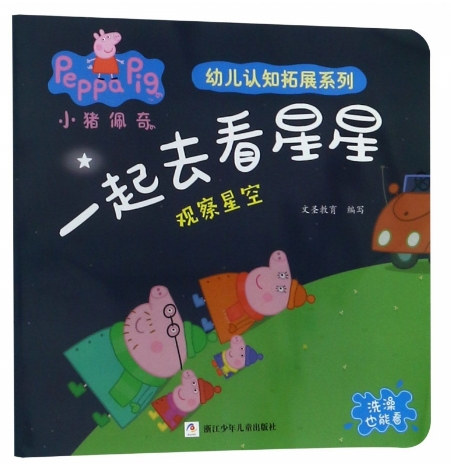 Peppa Pig
小猪佩奇
幼儿认知拓展系列
一起去看星星
观察星空
文圣教育 编写
洗澡
也能看
浙江少年儿童出版社